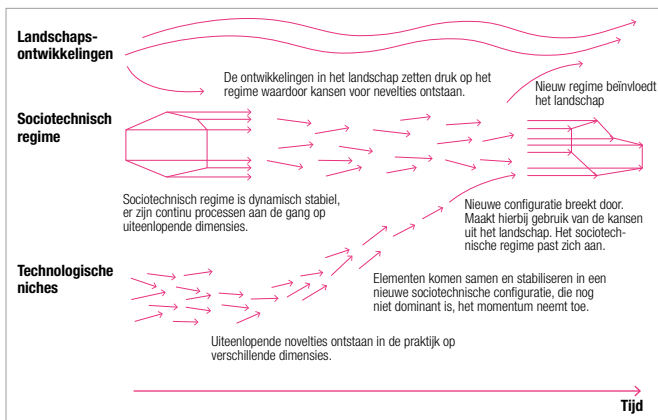 Landschaps-
ontwikkelingen
De ontwikkelingen in het landschap zetten druk op het
regime waardoor kansen voor novelties ontstaan.
Nieuw regime beïnvloedt
het landschap
Sociotechnisch
regime
Sociotechnisch regime is dynamisch stabiel,
er zijn continu processen aan de gang op
uiteenlopende dimensies.
Nieuwe configuratie breekt door.
Maakt hierbij gebruik van de kansen
uit het landschap. Het sociotech-
nische regime past zich aan.
Technologische
niches
Elementen komen samen en stabiliseren in een
nieuwe sociotechnische configuratie, die nog
niet dominant is, het momentum neemt toe.
Uiteenlopende novelties ontstaan in de praktijk op
verschillende dimensies.
Tijd